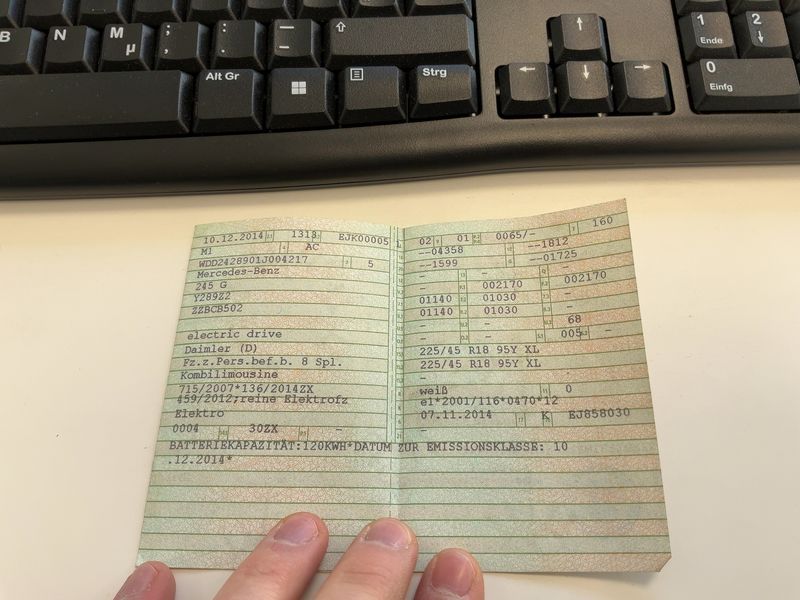 B N M µ ; , : . – _ ⇧
Alt Gr Strg
↑
← ↓ →
1 Ende 2 ↓
0 Einfg
10.12.2014 1313 EJK00005
M1 AC
WDD2428901J004217 5
Mercedes-Benz
245 G
Y289Z2
ZZBCB502
electric drive
Daimler (D)
Fz.z.Pers.bef.b. 8 Spl.
Kombilimousine
715/2007*136/2014ZX
459/2012;reine Elektrofz
Elektro
0004 30ZX -
02 01 0065/- 160
--04358 --1812
--1599 --01725
- - -
- 002170 002170
01140 01030 -
01140 01030 -
- - 68
- - 005 -
225/45 R18 95Y XL
225/45 R18 95Y XL
-
weiß 0
e1*2001/116*0470*12
07.11.2014 K EJ858030
-
BATTERIEKAPAZITÄT:120KWH*DATUM ZUR EMISSIONSKLASSE: 10
.12.2014*